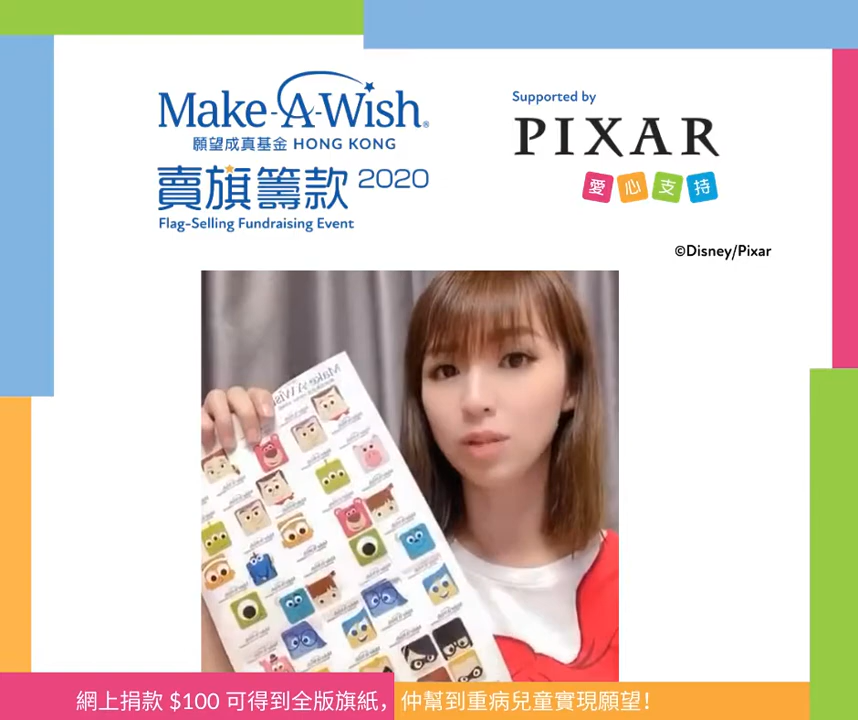 Make-A-Wish®
願望成真基金 HONG KONG
賣旗籌款 2020
Flag-Selling Fundraising Event
Supported by
PIXAR
愛心支持
©Disney/Pixar
網上捐款 $100 可得到全版旗紙，仲幫到重病兒童實現願望！